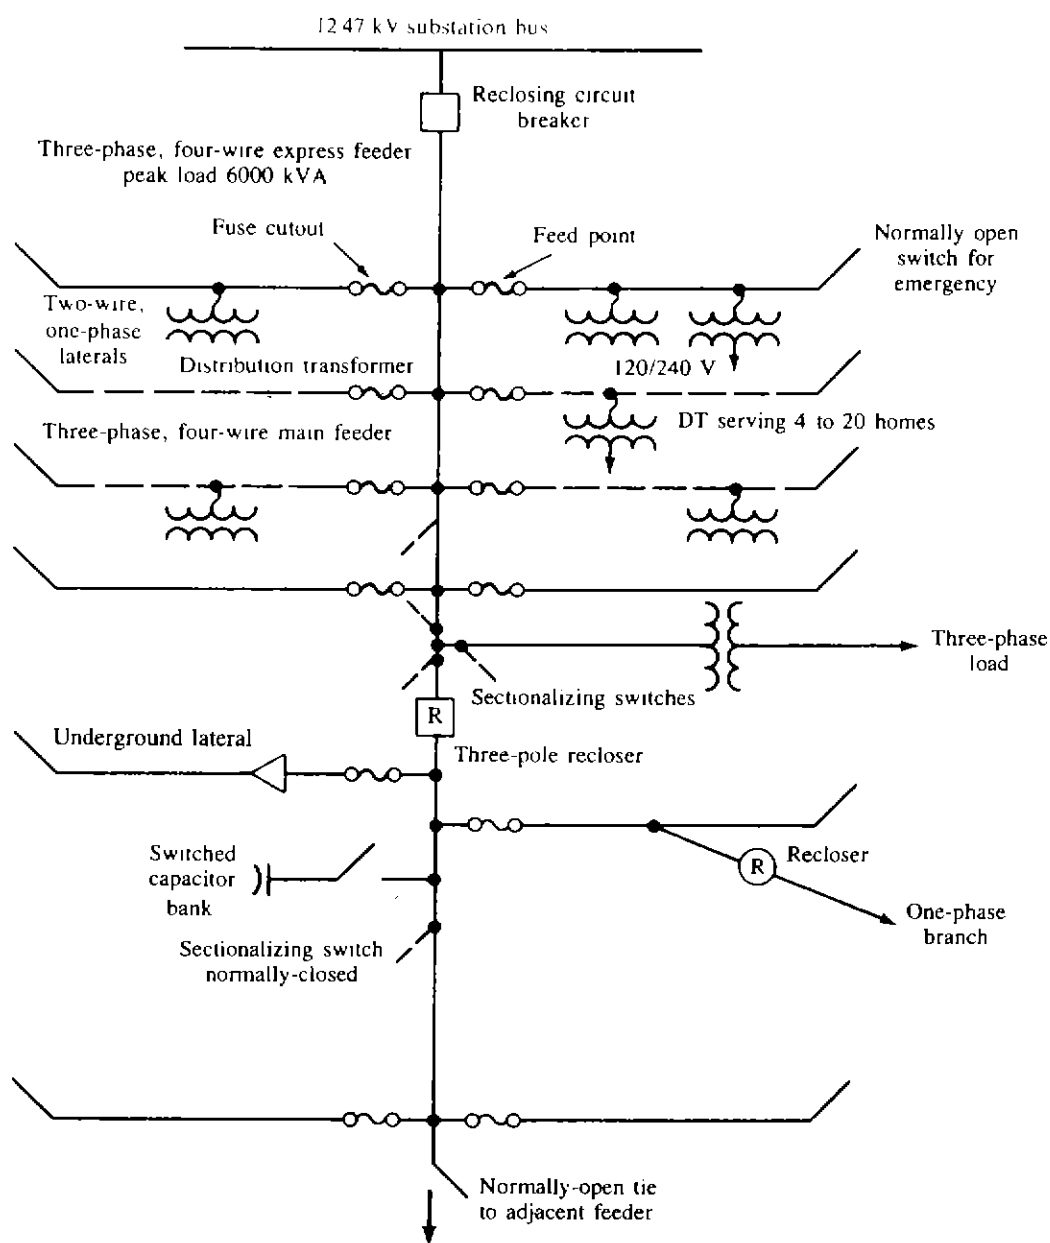 12 47 kV substation bus
Reclosing circuit
breaker
Three-phase, four-wire express feeder
peak load 6000 kVA
Fuse cutout
Feed point
Normally open
switch for
emergency
Two-wire,
one-phase
laterals
Distribution transformer
120/240 V
Three-phase, four-wire main feeder
DT serving 4 to 20 homes
Three-phase
load
Sectionalizing switches
R
Underground lateral
Three-pole recloser
Switched
capacitor
bank
R
Recloser
One-phase
branch
Sectionalizing switch
normally-closed
Normally-open tie
to adjacent feeder